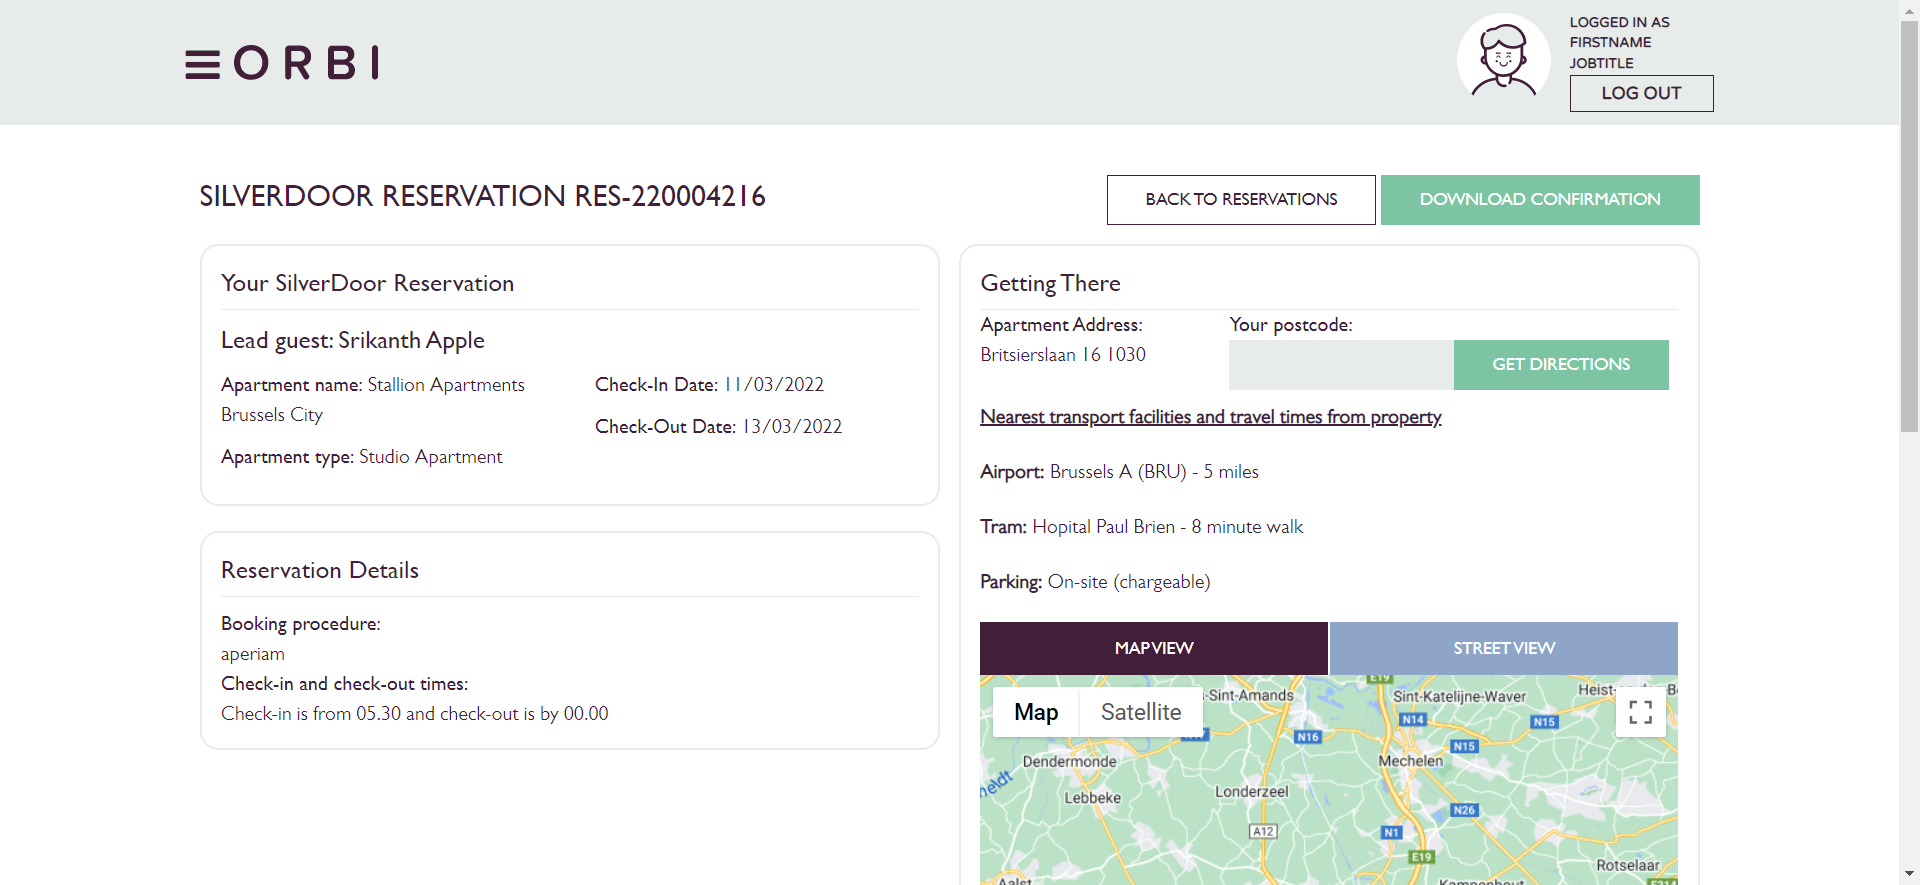 ORBI
LOGGED IN AS
FIRSTNAME
JOBTITLE
LOG OUT
SILVERDOOR RESERVATION RES-220004216
BACK TO RESERVATIONS
DOWNLOAD CONFIRMATION
Your SilverDoor Reservation
Lead guest: Srikanth Apple
Apartment name: Stallion Apartments
Brussels City
Apartment type: Studio Apartment
Check-In Date: 11/03/2022
Check-Out Date: 13/03/2022
Reservation Details
Booking procedure:
aperiam
Check-in and check-out times:
Check-in is from 05.30 and check-out is by 00.00
Getting There
Apartment Address:
Britsierslaan 16 1030
Your postcode:
GET DIRECTIONS
Nearest transport facilities and travel times from property
Airport: Brussels A (BRU) - 5 miles
Tram: Hopital Paul Brien - 8 minute walk
Parking: On-site (chargeable)
MAP VIEW
STREET VIEW
Map
Satellite
-Sint-Amands
E19
Sint-Katelijne-Waver
N14
N15
N16
N15
Dendermonde
Mechelen
Lebbeke
Londerzeel
N26
A12
N1
E19
Rotselaar
Aalst